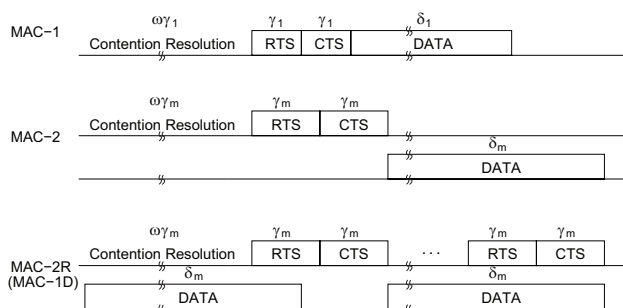 ωγ1 γ1 γ1 δ1
MAC−1 Contention Resolution RTS CTS DATA
ωγm γm γm
Contention Resolution RTS CTS
MAC−2
δm
DATA
ωγm γm γm γm γm
Contention Resolution RTS CTS ··· RTS CTS
MAC−2R
(MAC−1D)
δm δm
DATA DATA